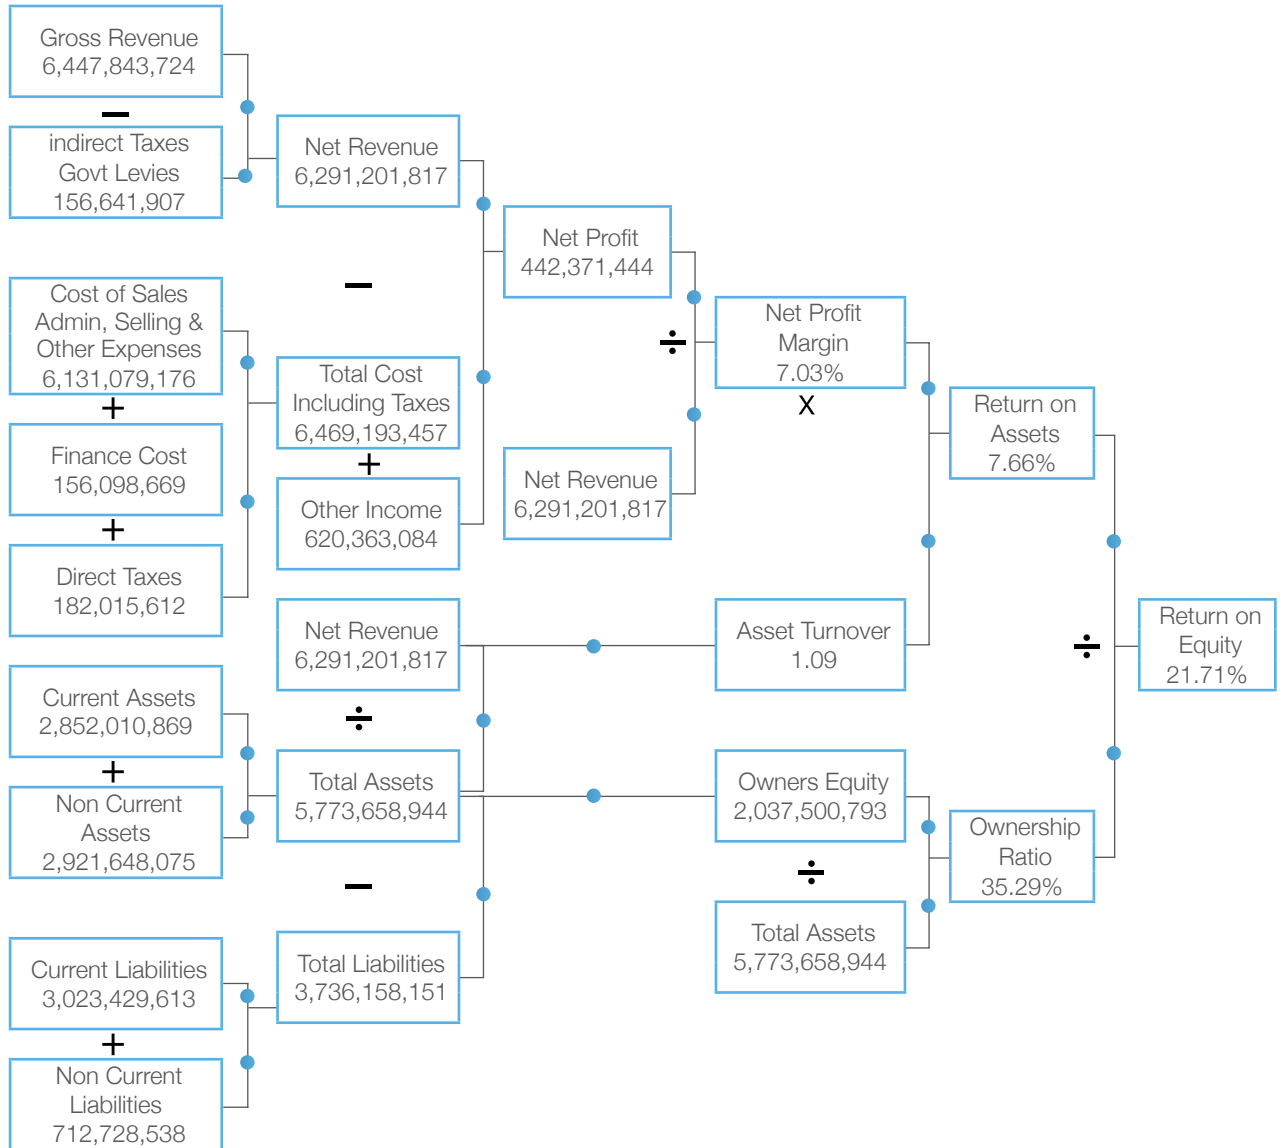 Gross Revenue
6,447,843,724
−
indirect Taxes
Govt Levies
156,641,907
Net Revenue
6,291,201,817
−
Cost of Sales
Admin, Selling &
Other Expenses
6,131,079,176
+
Finance Cost
156,098,669
+
Direct Taxes
182,015,612
Total Cost
Including Taxes
6,469,193,457
+
Other Income
620,363,084
Net Profit
442,371,444
÷
Net Revenue
6,291,201,817
Net Profit
Margin
7.03%
X
Return on
Assets
7.66%
Net Revenue
6,291,201,817
÷
Asset Turnover
1.09
Current Assets
2,852,010,869
+
Non Current
Assets
2,921,648,075
Total Assets
5,773,658,944
−
Current Liabilities
3,023,429,613
+
Non Current
Liabilities
712,728,538
Total Liabilities
3,736,158,151
Owners Equity
2,037,500,793
÷
Total Assets
5,773,658,944
Ownership
Ratio
35.29%
÷
Return on
Equity
21.71%